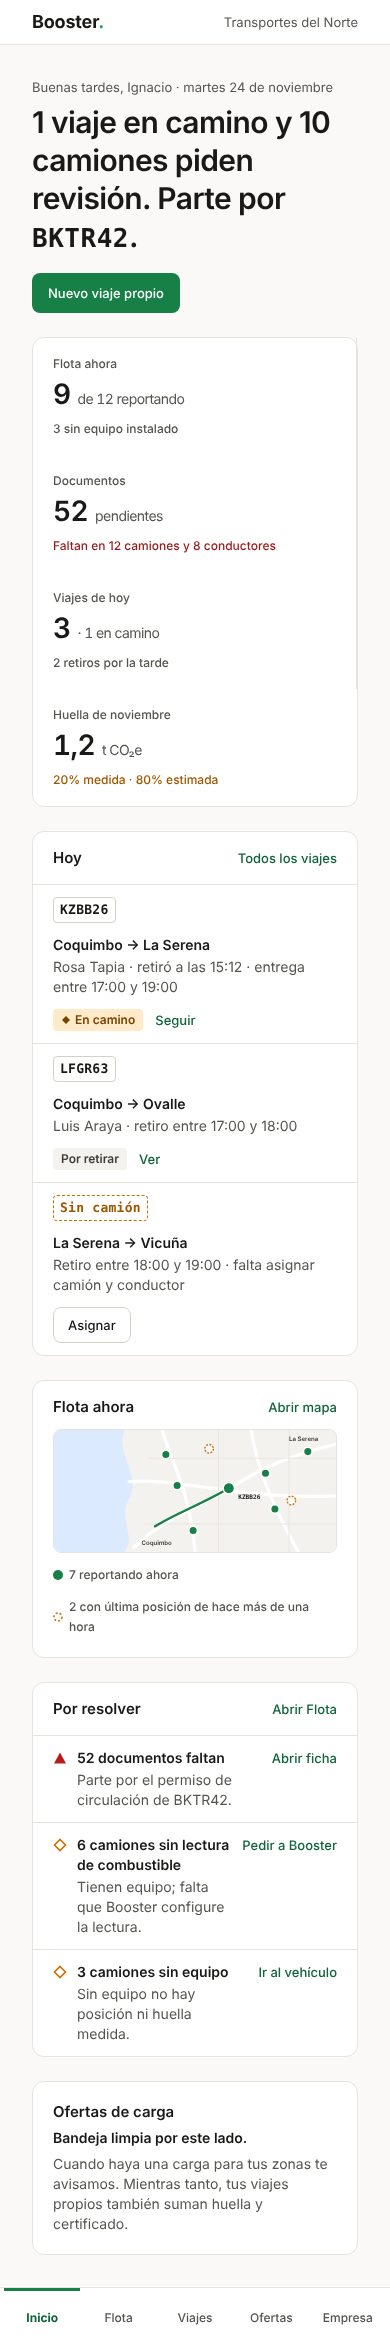 Booster.
Transportes del Norte
Buenas tardes, Ignacio · martes 24 de noviembre
1 viaje en camino y 10
camiones piden
revisión. Parte por
BKTR42.
Nuevo viaje propio
Flota ahora
9 de 12 reportando
3 sin equipo instalado
Documentos
52 pendientes
Faltan en 12 camiones y 8 conductores
Viajes de hoy
3 · 1 en camino
2 retiros por la tarde
Huella de noviembre
1,2 t CO₂e
20% medida · 80% estimada
Hoy
Todos los viajes
KZBB26
Coquimbo → La Serena
Rosa Tapia · retiró a las 15:12 · entrega
entre 17:00 y 19:00
◆ En camino
Seguir
LFGR63
Coquimbo → Ovalle
Luis Araya · retiro entre 17:00 y 18:00
Por retirar
Ver
Sin camión
La Serena → Vicuña
Retiro entre 18:00 y 19:00 · falta asignar
camión y conductor
Asignar
Flota ahora
Abrir mapa
La Serena
KZBB26
Coquimbo
7 reportando ahora
2 con última posición de hace más de una
hora
Por resolver
Abrir Flota
52 documentos faltan
Abrir ficha
Parte por el permiso de
circulación de BKTR42.
6 camiones sin lectura
de combustible
Pedir a Booster
Tienen equipo; falta
que Booster configure
la lectura.
3 camiones sin equipo
Ir al vehículo
Sin equipo no hay
posición ni huella
medida.
Ofertas de carga
Bandeja limpia por este lado.
Cuando haya una carga para tus zonas te
avisamos. Mientras tanto, tus viajes
propios también suman huella y
certificado.
Inicio
Flota
Viajes
Ofertas
Empresa